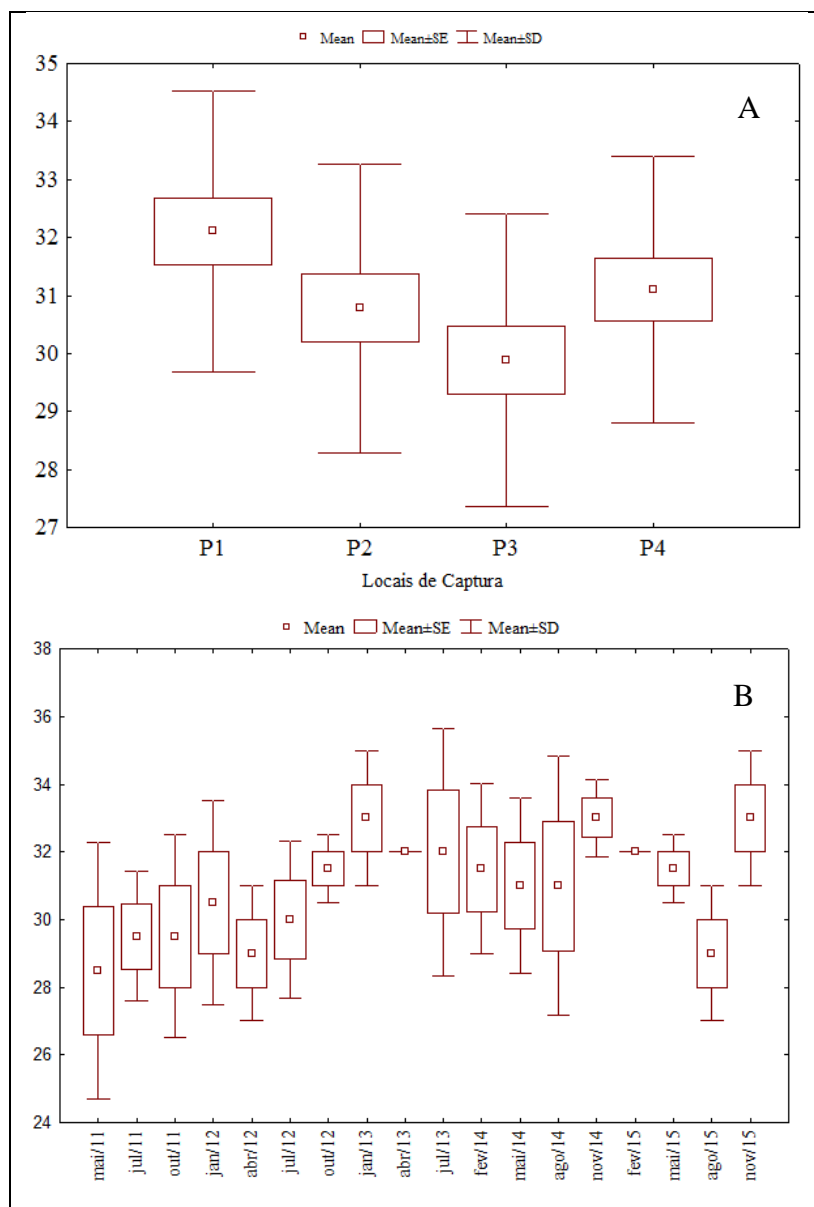 Mean Mean±SE Mean±SD
A
35
34
33
32
31
30
29
28
27
P1 P2 P3 P4
Locais de Captura
Mean Mean±SE Mean±SD
B
38
36
34
32
30
28
26
24
mai/11 jul/11 out/11 jan/12 abr/12 jul/12 out/12 jan/13 abr/13 jul/13 fev/14 mai/14 ago/14 nov/14 fev/15 mai/15 ago/15 nov/15